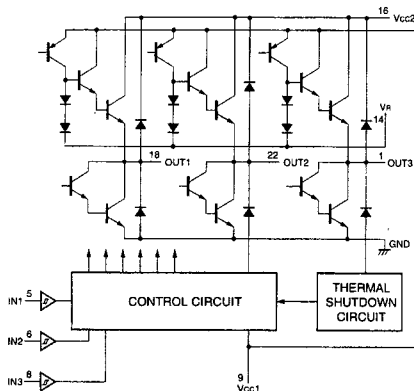 16
Vcc2
VR
14
18 OUT1
22 OUT2
1 OUT3
GND
IN1 5
CONTROL CIRCUIT
THERMAL
SHUTDOWN
CIRCUIT
IN2 6
IN3 8
9
Vcc1